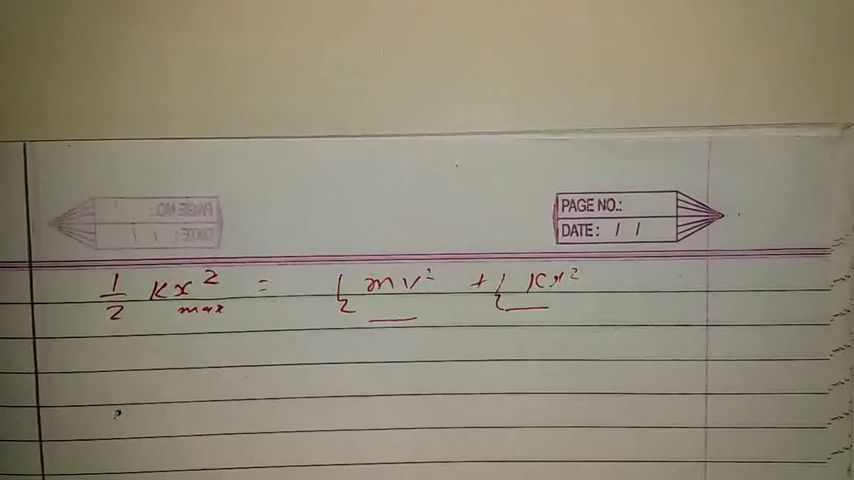 PAGE NO.:
DATE: / /
1/2 Kx²max = 1/2 mv² + 1/2 Kx²